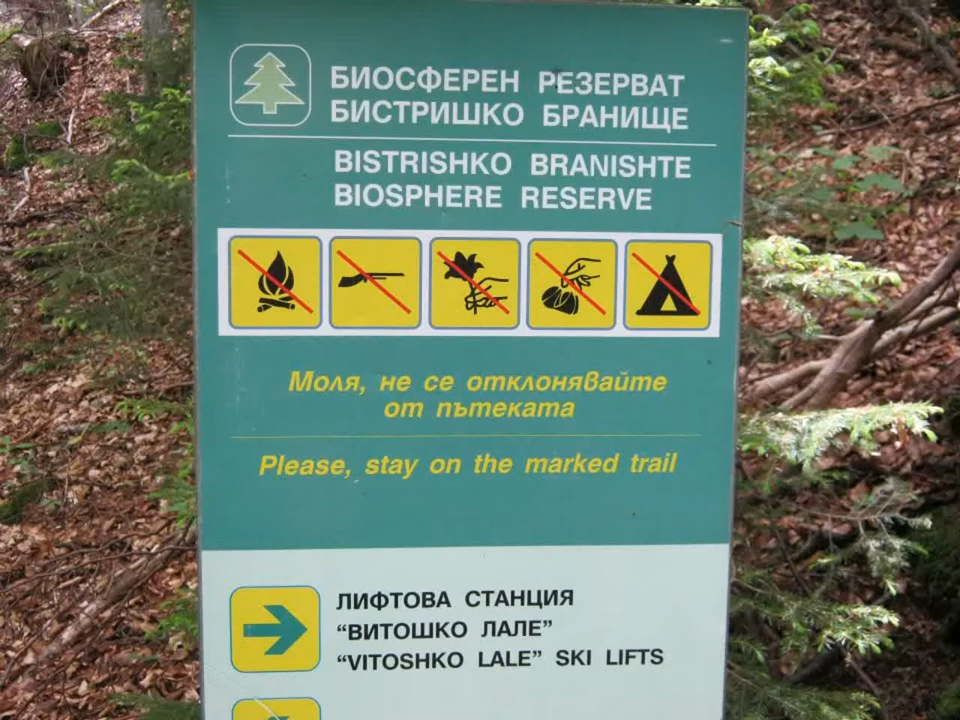 БИОСФЕРЕН РЕЗЕРВАТ
БИСТРИШКО БРАНИЩЕ
BISTRISHKO BRANISHTE
BIOSPHERE RESERVE
Моля, не се отклонявайте
от пътеката
Please, stay on the marked trail
ЛИФТОВА СТАНЦИЯ
“ВИТОШКО ЛАЛЕ”
“VITOSHKO LALE” SKI LIFTS